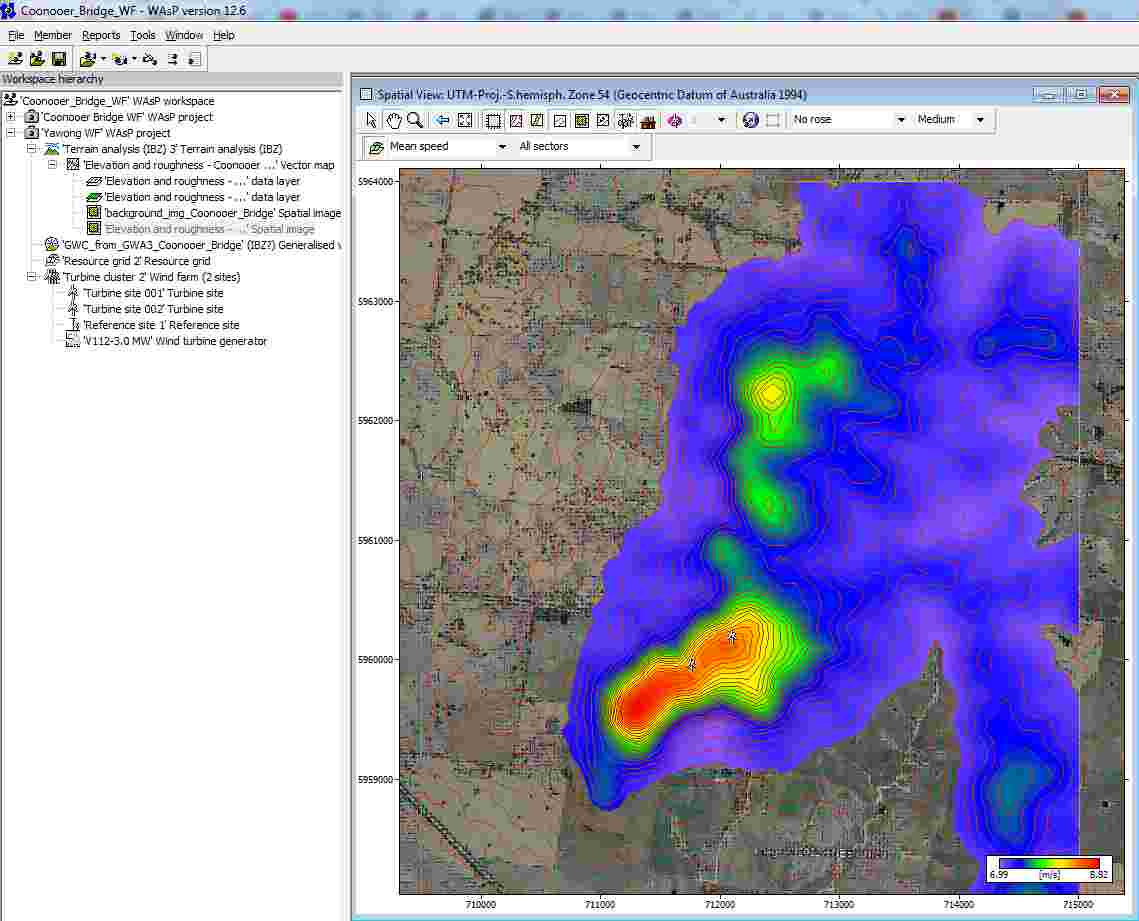 Coonooer_Bridge_WF - WAsP version 12.6
File Member Reports Tools Window Help
Workspace hierarchy
'Coonooer_Bridge_WF' WAsP workspace
'Coonooer Bridge WF' WAsP project
'Yawong WF' WAsP project
'Terrain analysis (IBZ) 3' Terrain analysis (IBZ)
'Elevation and roughness - Coonooer ...' Vector map
'Elevation and roughness - ...' data layer
'Elevation and roughness - ...' data layer
'background_img_Coonooer_Bridge' Spatial image
'Elevation and roughness - ...' Spatial image
'GWC_from_GWA3_Coonooer_Bridge' (IBZ?) Generalised
'Resource grid 2' Resource grid
'Turbine cluster 2' Wind farm (2 sites)
'Turbine site 001' Turbine site
'Turbine site 002' Turbine site
'Reference site 1' Reference site
'V112-3.0 MW' Wind turbine generator
Spatial View: UTM-Proj.-S.hemisph. Zone 54 (Geocentric Datum of Australia 1994)
No rose Medium
Mean speed All sectors
5964000
5963000
5962000
5961000
5960000
5959000
6.99 [m/s] 8.92
710000 711000 712000 713000 714000 715000